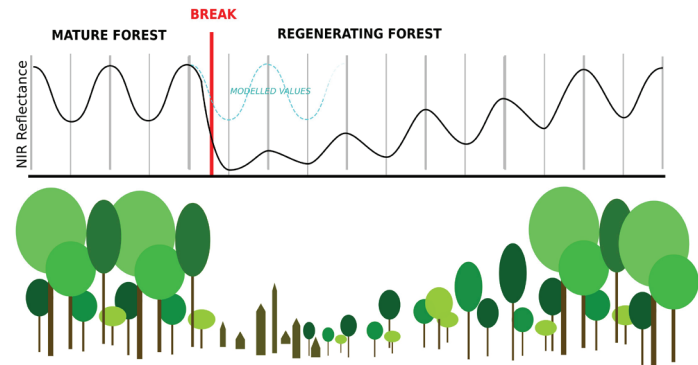 BREAK
MATURE FOREST
REGENERATING FOREST
NIR Reflectance
MODELLED VALUES